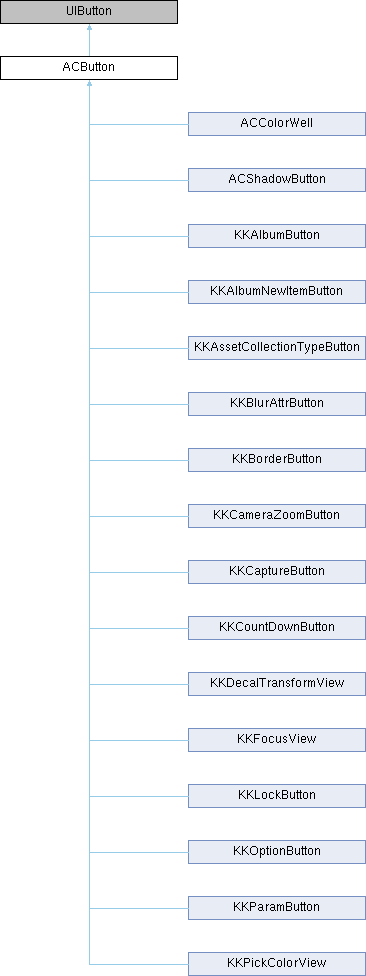 UIButton
ACButton
ACColorWell
ACShadowButton
KKAlbumButton
KKAlbumNewItemButton
KKAssetCollectionTypeButton
KKBlurAttrButton
KKBorderButton
KKCameraZoomButton
KKCaptureButton
KKCountDownButton
KKDecalTransformView
KKFocusView
KKLockButton
KKOptionButton
KKParamButton
KKPickColorView